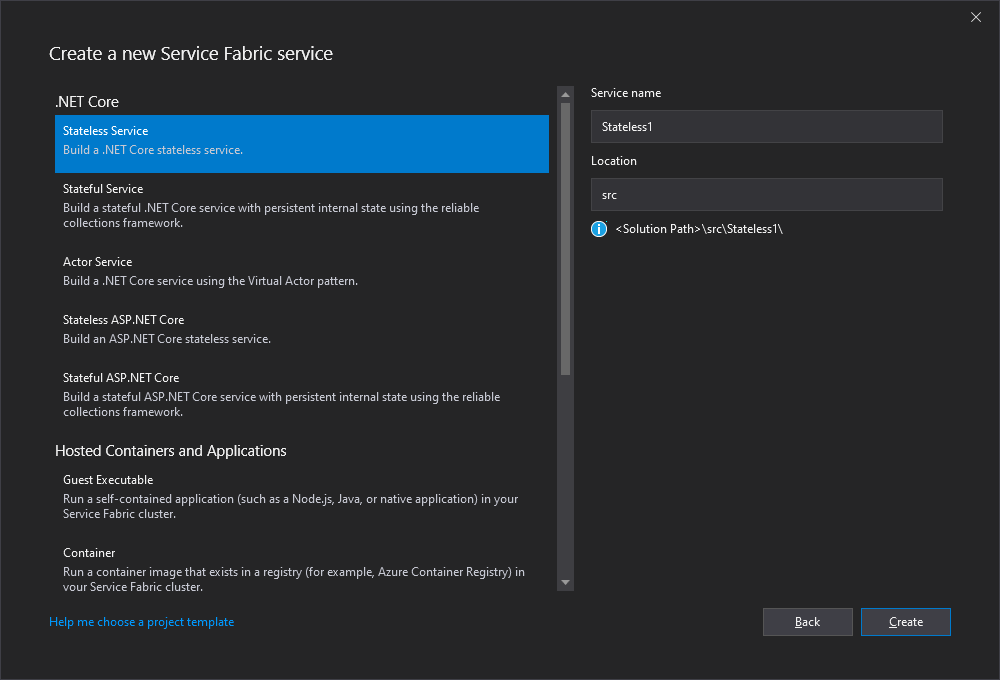 Create a new Service Fabric service
.NET Core
Stateless Service
Build a .NET Core stateless service.
Stateful Service
Build a stateful .NET Core service with persistent internal state using the reliable
collections framework.
Actor Service
Build a .NET Core service using the Virtual Actor pattern.
Stateless ASP.NET Core
Build an ASP.NET Core stateless service.
Stateful ASP.NET Core
Build a stateful ASP.NET Core service with persistent internal state using the reliable
collections framework.
Hosted Containers and Applications
Guest Executable
Run a self-contained application (such as a Node.js, Java, or native application) in your
Service Fabric cluster.
Container
Run a container image that exists in a registry (for example, Azure Container Registry) in
your Service Fabric cluster.
Service name
Stateless1
Location
src
<Solution Path>\src\Stateless1\
Help me choose a project template
Back
Create